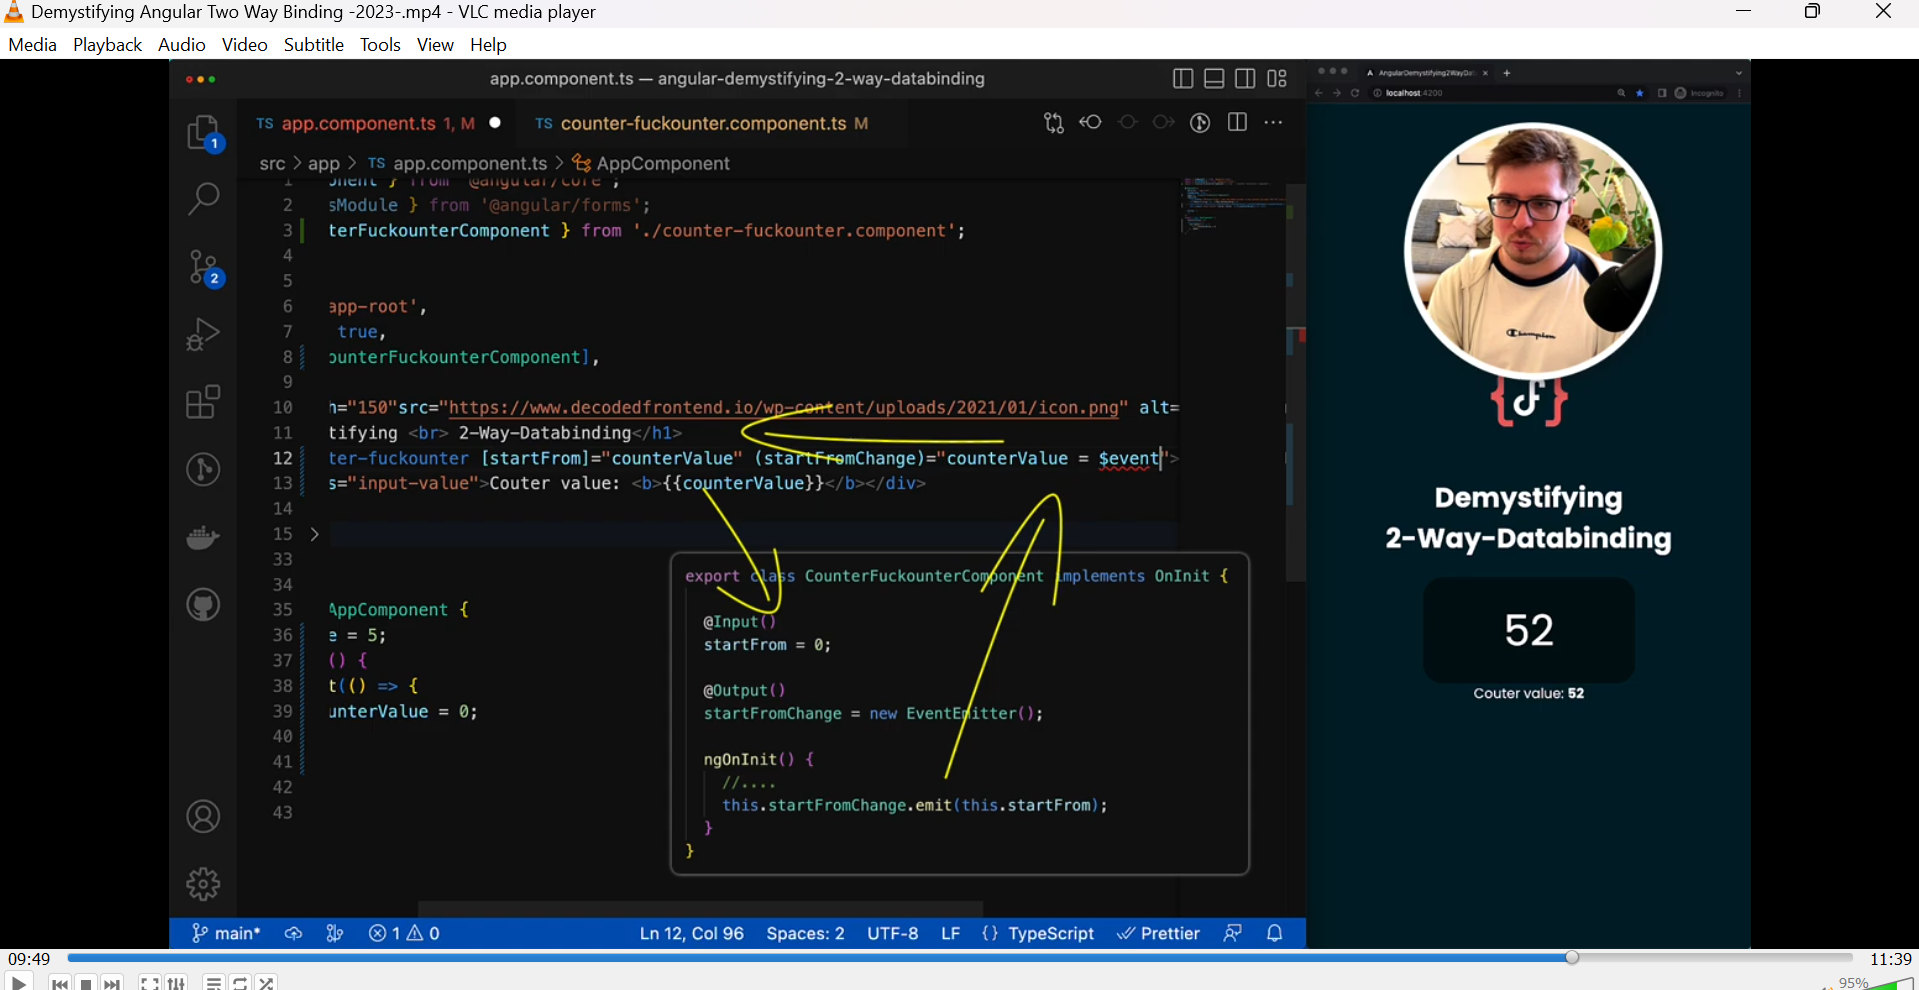 Demystifying Angular Two Way Binding -2023-.mp4 - VLC media player
Media Playback Audio Video Subtitle Tools View Help
app.component.ts — angular-demystifying-2-way-databinding
TS app.component.ts 1, M
TS counter-fuckounter.component.ts M
src > app > TS app.component.ts > AppComponent
1 onent } from '@angular/core';
2 sModule } from '@angular/forms';
3 terFuckounterComponent } from './counter-fuckounter.component';
4
5
6 app-root',
7 true,
8 ounterFuckounterComponent],
9
10 h="150"src="https://www.decodedfrontend.io/wp-content/uploads/2021/01/icon.png" alt=
11 tifying <br> 2-Way-Databinding</h1>
12 ter-fuckounter [startFrom]="counterValue" (startFromChange)="counterValue = $event">
13 s="input-value">Couter value: <b>{{counterValue}}</b></div>
14
15 >
33
34
35 AppComponent {
36 e = 5;
37 () {
38 t(() => {
39 unterValue = 0;
40
41
42
43
export class CounterFuckounterComponent implements OnInit {
@Input()
startFrom = 0;
@Output()
startFromChange = new EventEmitter();
ngOnInit() {
//....
this.startFromChange.emit(this.startFrom);
}
}
1
2
main* 1 0 Ln 12, Col 96 Spaces: 2 UTF-8 LF {} TypeScript Prettier
localhost:4200
Incognito
Champion
Demystifying
2-Way-Databinding
52
Couter value: 52
09:49
11:39
95%